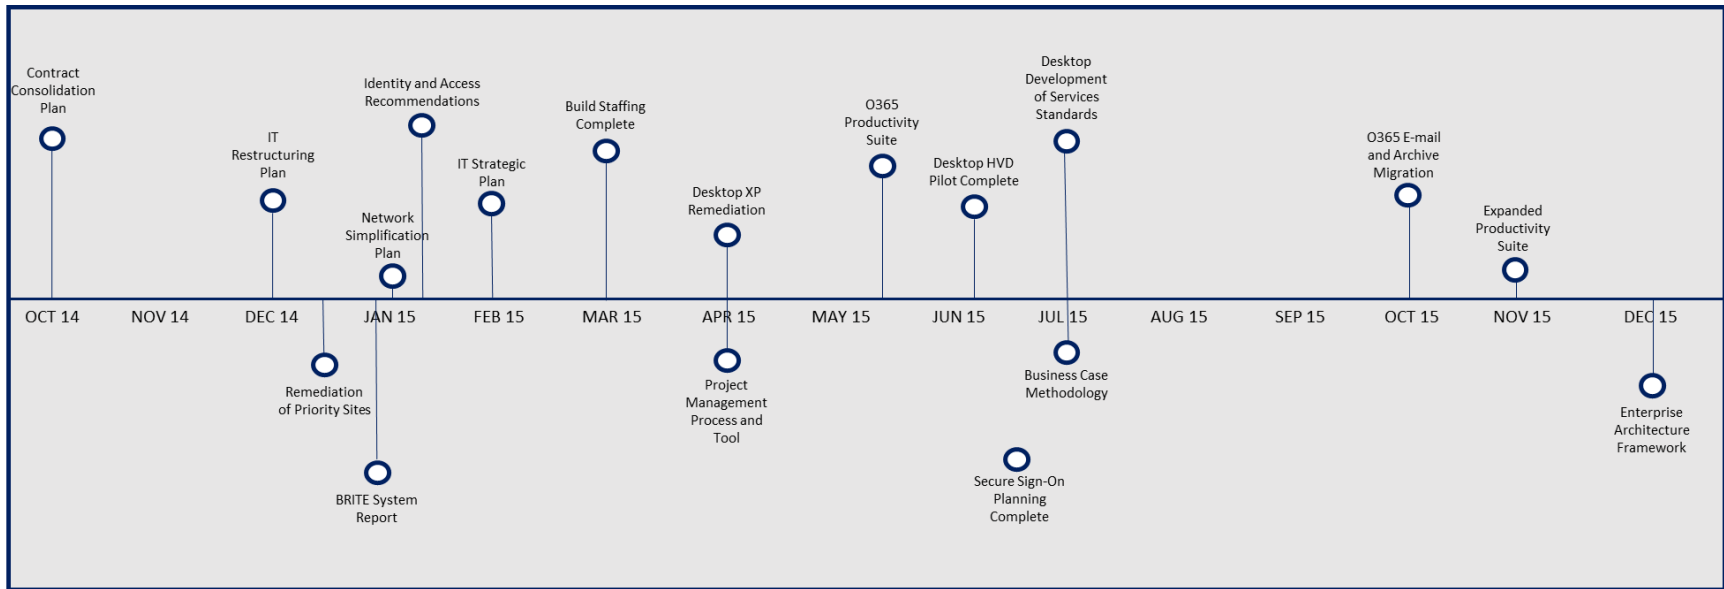 Contract
Consolidation
Plan
IT
Restructuring
Plan
Identity and Access
Recommendations
Network
Simplification
Plan
IT Strategic
Plan
Build Staffing
Complete
Desktop XP
Remediation
O365
Productivity
Suite
Desktop HVD
Pilot Complete
Desktop
Development
of Services
Standards
O365 E-mail
and Archive
Migration
Expanded
Productivity
Suite
OCT 14
NOV 14
DEC 14
JAN 15
FEB 15
MAR 15
APR 15
MAY 15
JUN 15
JUL 15
AUG 15
SEP 15
OCT 15
NOV 15
DEC 15
Remediation
of Priority Sites
BRITE System
Report
Project
Management
Process and
Tool
Business Case
Methodology
Secure Sign-On
Planning
Complete
Enterprise
Architecture
Framework